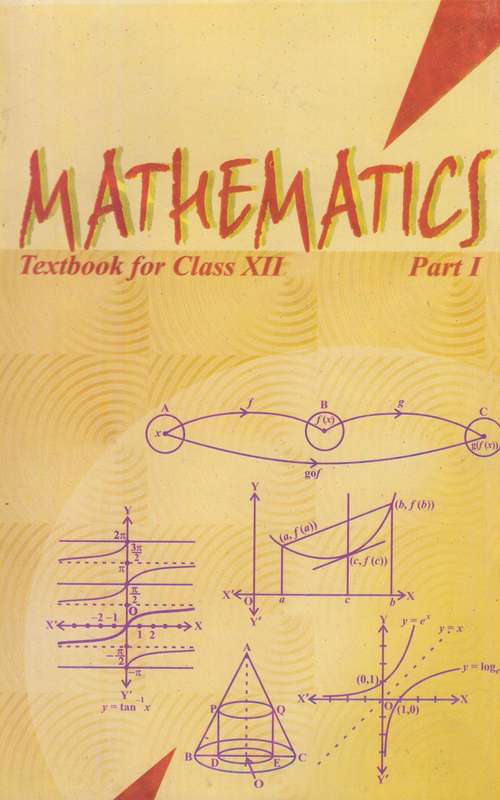 MATHEMATICS
Textbook for Class XII Part I
A f B g C
x f(x) g(f(x))
gof
Y
(b, f(b))
(a, f(a))
(c, f(c))
X′ O a c b X
Y′
Y
2π
3π/2
π
π/2
O
X′ −2 −1 1 2 X
−π/2
−π
Y′
y = tan⁻¹ x
A
P Q
B D E C
O
Y
y = eˣ
y = x
y = logₑ
(0,1)
X′ O (1,0) X
Y′